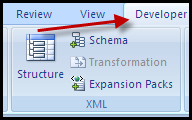 Review View Developer
Structure
Schema
Transformation
Expansion Packs
XML